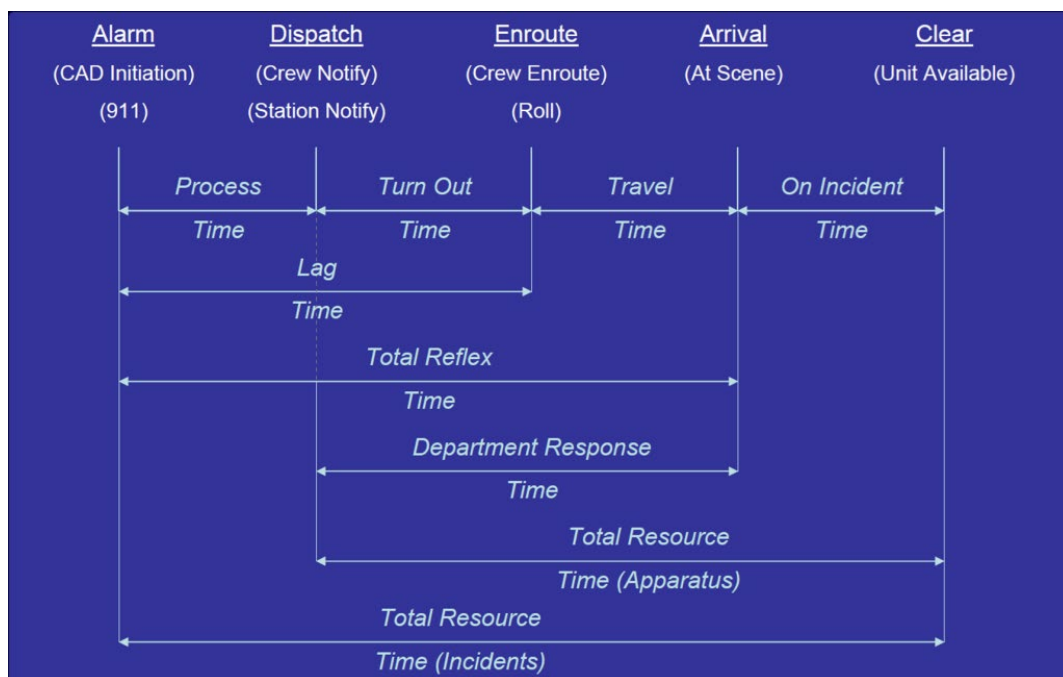 Alarm Dispatch Enroute Arrival Clear
(CAD Initiation) (Crew Notify) (Crew Enroute) (At Scene) (Unit Available)
(911) (Station Notify) (Roll)
Process Turn Out Travel On Incident
Time Time Time Time
Lag
Time
Total Reflex
Time
Department Response
Time
Total Resource
Time (Apparatus)
Total Resource
Time (Incidents)